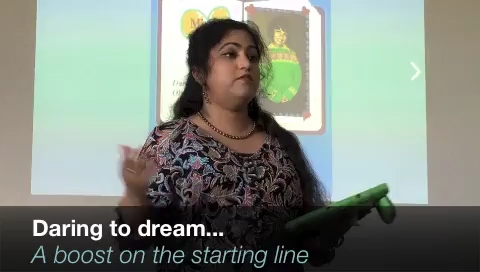 Daring to dream...
A boost on the starting line